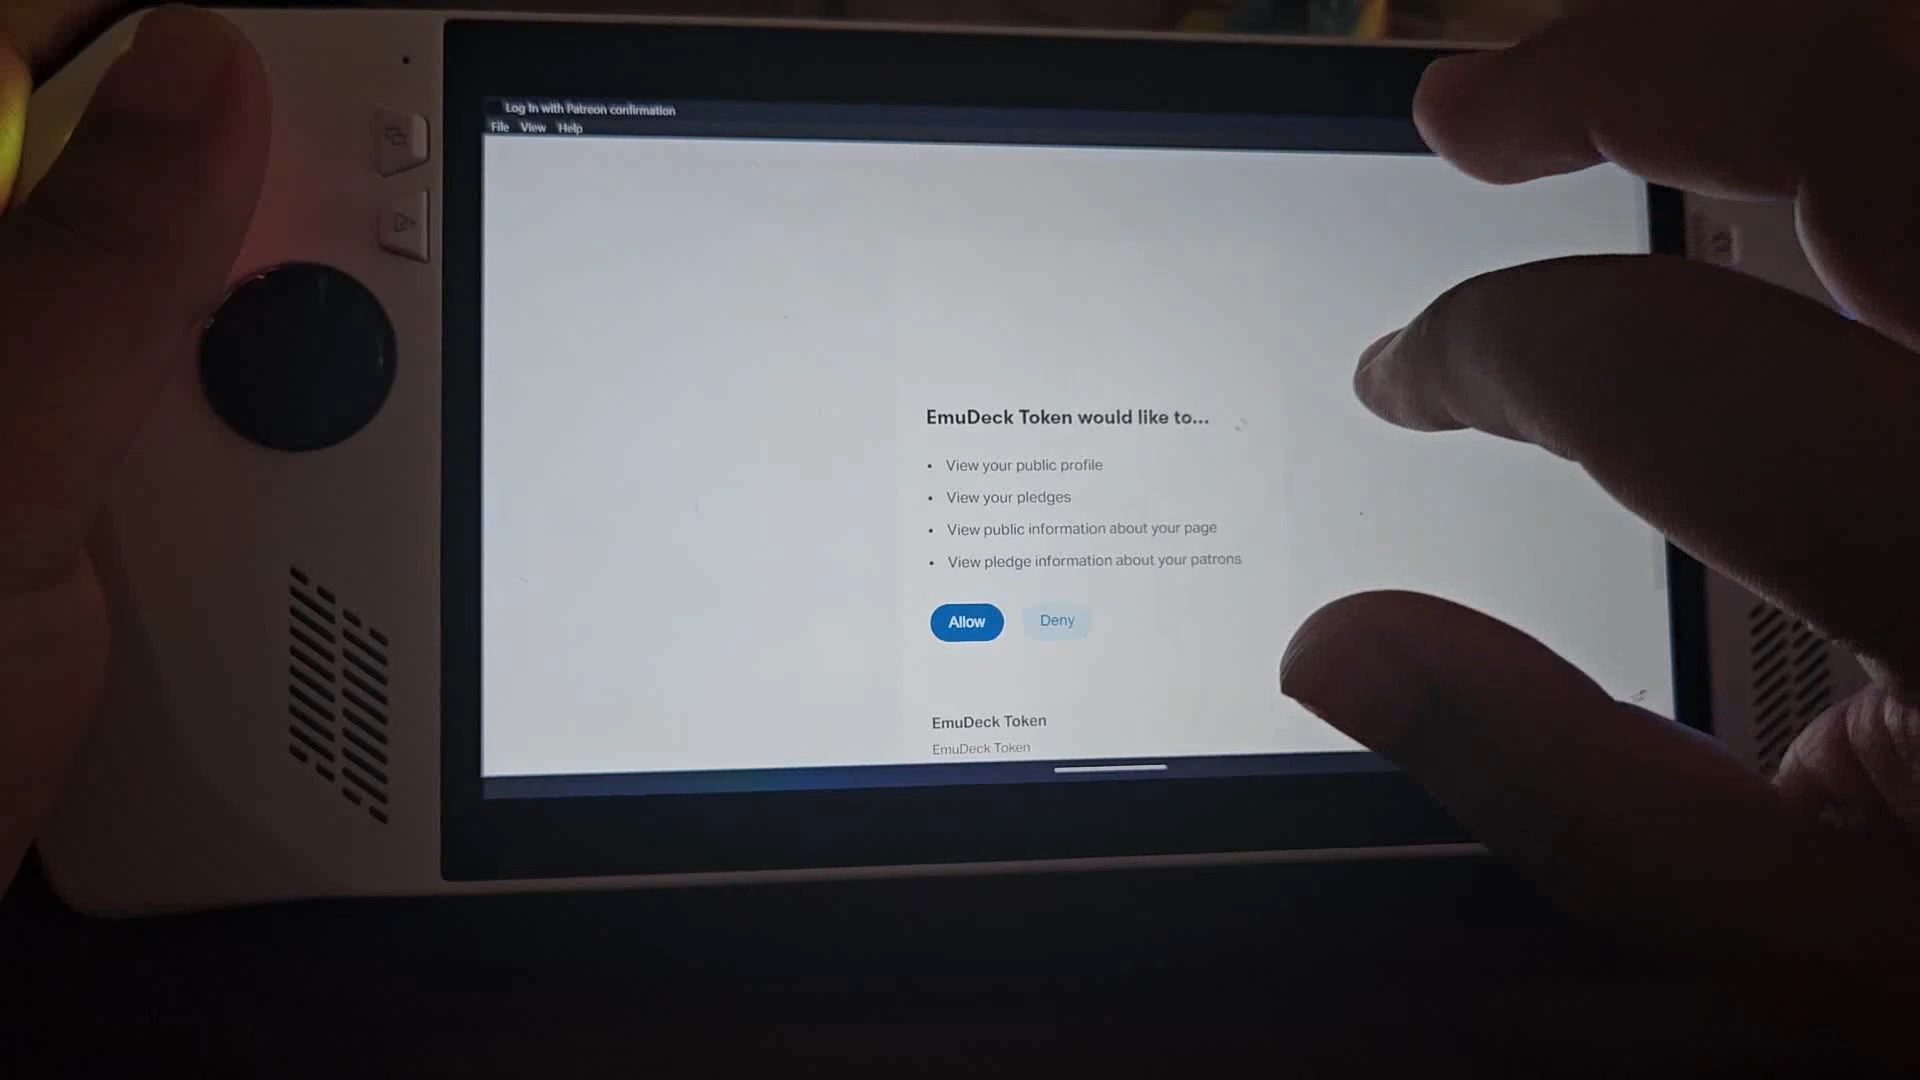 Log In with Patreon confirmation
File View Help
EmuDeck Token would like to...
• View your public profile
• View your pledges
• View public information about your page
• View pledge information about your patrons
Allow Deny
EmuDeck Token
EmuDeck Token